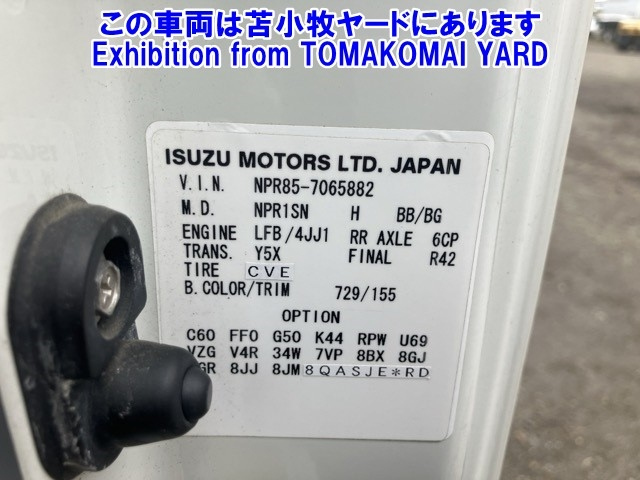 この車両は苫小牧ヤードにあります
Exhibition from TOMAKOMAI YARD
ISUZU MOTORS LTD. JAPAN
V.I.N. NPR85-7065882
M.D. NPR1SN H BB/BG
ENGINE LFB/4JJ1 RR AXLE 6CP
TRANS. Y5X FINAL R42
TIRE CVE
B.COLOR/TRIM 729/155
OPTION
C60 FF0 G50 K44 RPW U69
VZG V4R 34W 7VP 8BX 8GJ
8JJ 8JM 8QASJE*RD